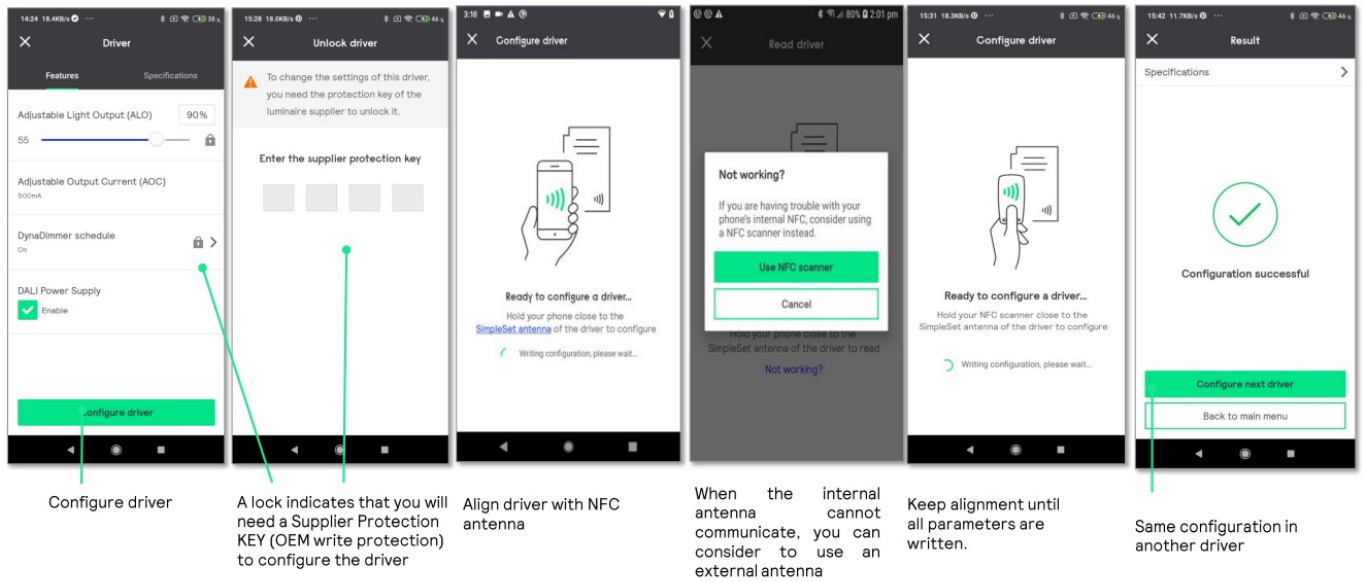 14:24 18.4KB/s ··· 38%
Driver
Features Specifications
Adjustable Light Output (ALO) 90%
55
Adjustable Output Current (AOC)
500mA
DynaDimmer schedule
On
DALI Power Supply
Enable
Configure driver
Configure driver
15:28 18.0KB/s ··· 46%
Unlock driver
To change the settings of this driver,
you need the protection key of the
luminaire supplier to unlock it.
Enter the supplier protection key
A lock indicates that you will
need a Supplier Protection
KEY (OEM write protection)
to configure the driver
3:18
Configure driver
Ready to configure a driver...
Hold your phone close to the
SimpleSet antenna of the driver to configure
Writing configuration, please wait...
Align driver with NFC
antenna
80% 2:01 pm
Read driver
Not working?
If you are having trouble with your
phone's internal NFC, consider using
a NFC scanner instead.
Use NFC scanner
Cancel
Hold your phone close to the
SimpleSet antenna of the driver to read
Not working?
When the internal
antenna cannot
communicate, you can
consider to use an
external antenna
15:31 18.3KB/s ··· 46%
Configure driver
Ready to configure a driver...
Hold your NFC scanner close to the
SimpleSet antenna of the driver to configure
Writing configuration, please wait...
Keep alignment until
all parameters are
written.
15:42 11.7KB/s ··· 46%
Result
Specifications
Configuration successful
Configure next driver
Back to main menu
Same configuration in
another driver